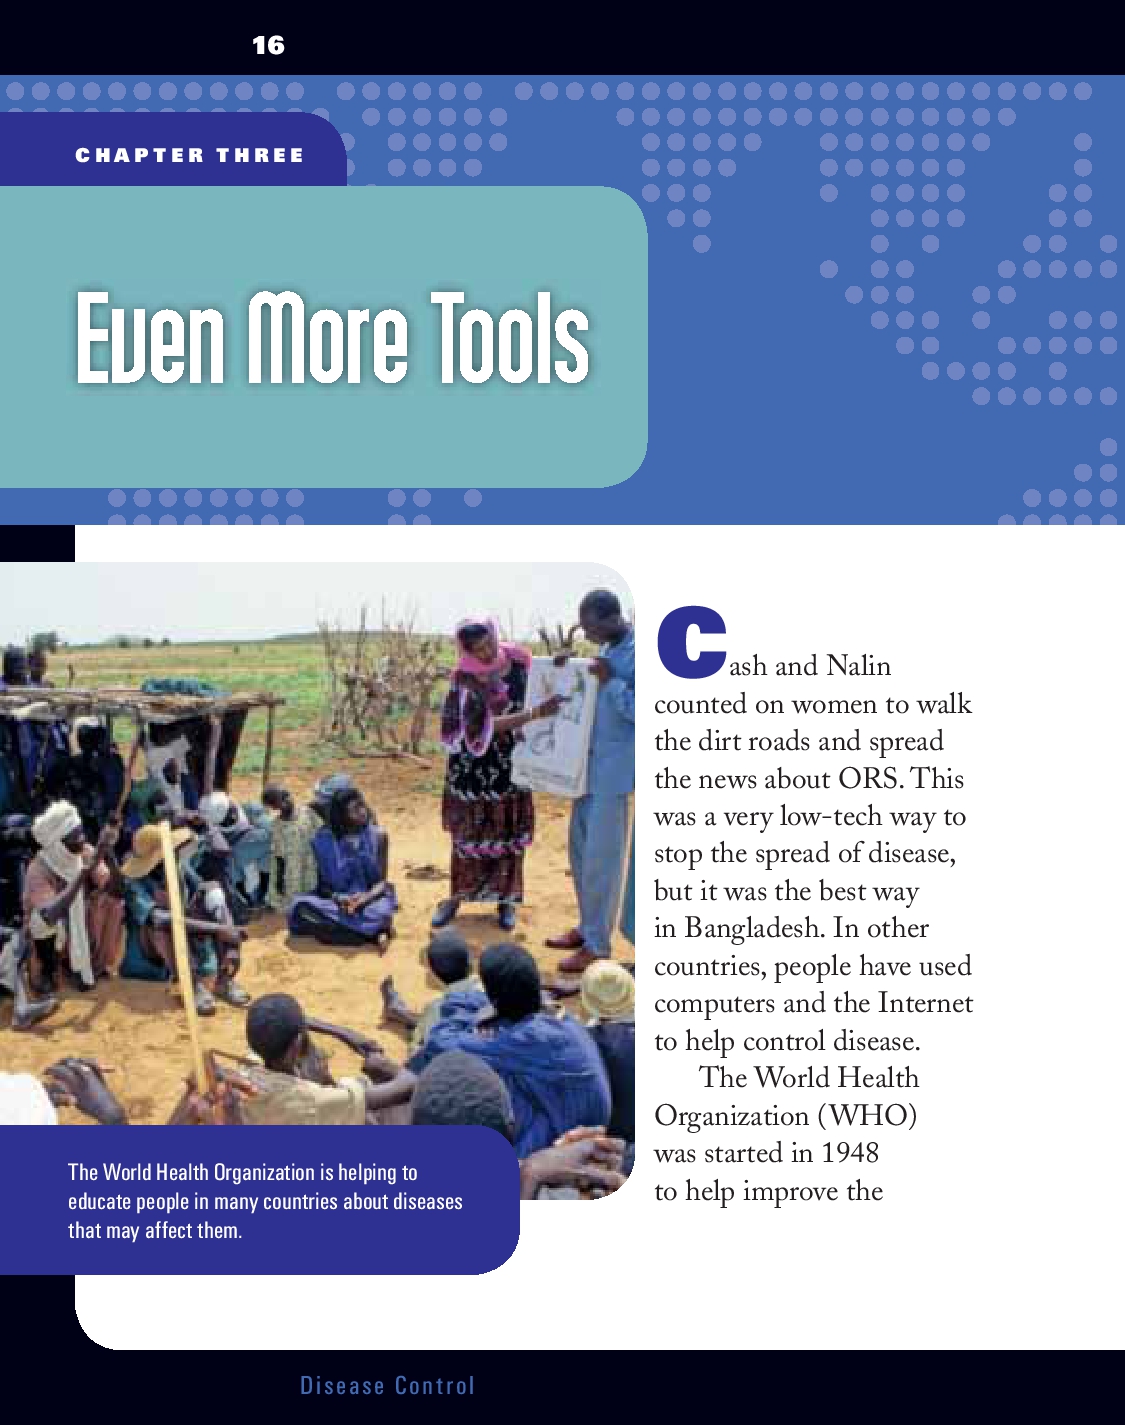 16
CHAPTER THREE
Even More Tools
Cash and Nalin
counted on women to walk
the dirt roads and spread
the news about ORS. This
was a very low-tech way to
stop the spread of disease,
but it was the best way
in Bangladesh. In other
countries, people have used
computers and the Internet
to help control disease.
The World Health
Organization (WHO)
was started in 1948
to help improve the
The World Health Organization is helping to
educate people in many countries about diseases
that may affect them.
Disease Control